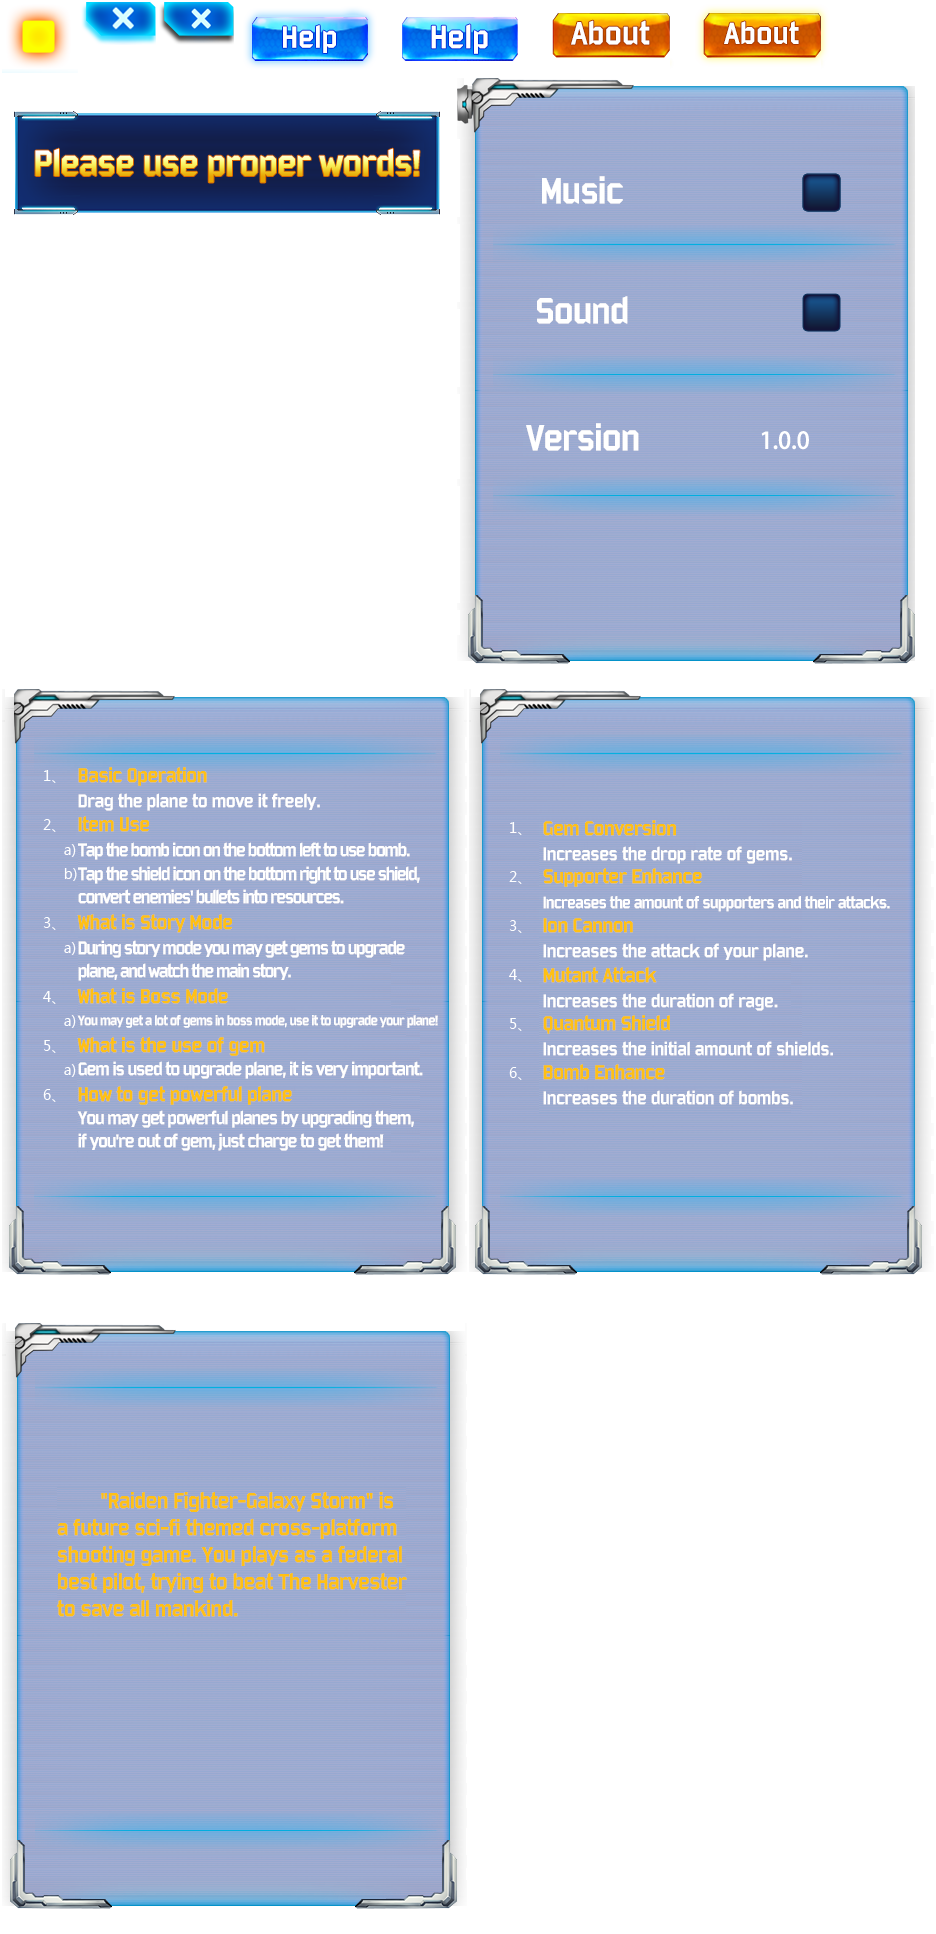 Help
Help
About
About
Please use proper words!
Music
Sound
Version 1.0.0
1、 Basic Operation
Drag the plane to move it freely.
2、 Item Use
a) Tap the bomb icon on the bottom left to use bomb.
b) Tap the shield icon on the bottom right to use shield,
convert enemies' bullets into resources.
3、 What is Story Mode
a) During story mode you may get gems to upgrade
plane, and watch the main story.
4、 What is Boss Mode
a) You may get a lot of gems in boss mode, use it to upgrade your plane!
5、 What is the use of gem
a) Gem is used to upgrade plane, it is very important.
6、 How to get powerful plane
You may get powerful planes by upgrading them,
if you're out of gem, just charge to get them!
1、 Gem Conversion
Increases the drop rate of gems.
2、 Supporter Enhance
Increases the amount of supporters and their attacks.
3、 Ion Cannon
Increases the attack of your plane.
4、 Mutant Attack
Increases the duration of rage.
5、 Quantum Shield
Increases the initial amount of shields.
6、 Bomb Enhance
Increases the duration of bombs.
"Raiden Fighter-Galaxy Storm" is
a future sci-fi themed cross-platform
shooting game. You plays as a federal
best pilot, trying to beat The Harvester
to save all mankind.